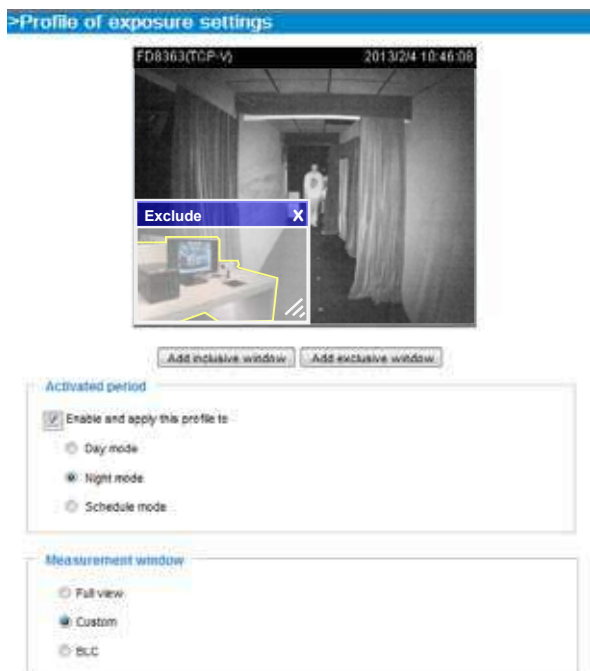 >Profile of exposure settings
FD8363(TCP-V) 2013/2/4 10:46:08
Exclude X
Add inclusive window Add exclusive window
Activated period
Enable and apply this profile to
Day mode
Night mode
Schedule mode
Measurement window
Full view
Custom
BLC